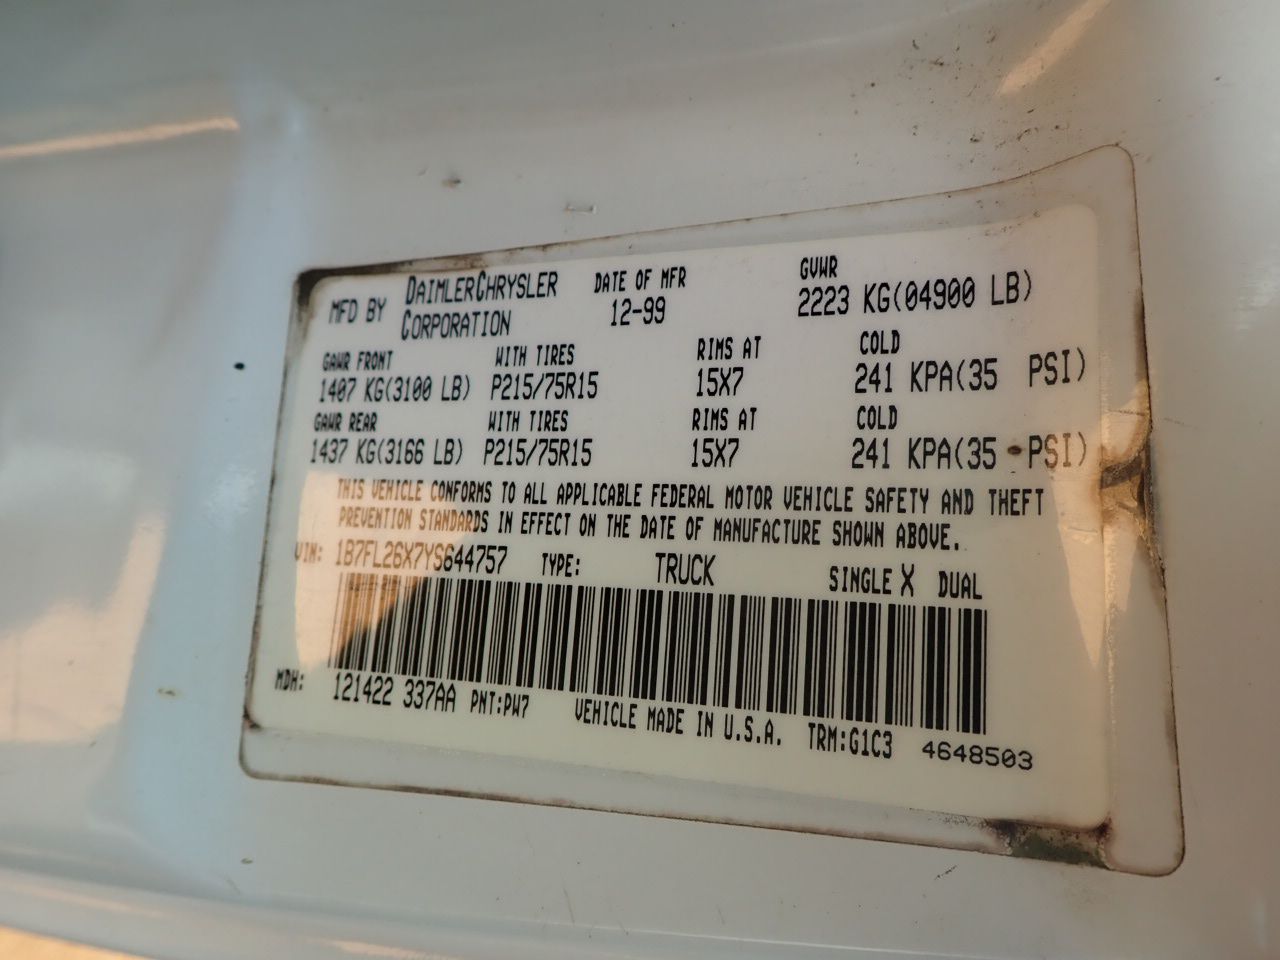 MFD BY DAIMLERCHRYSLER CORPORATION DATE OF MFR 12-99 GVWR 2223 KG(04900 LB)
GAWR FRONT WITH TIRES RIMS AT COLD
1407 KG(3100 LB) P215/75R15 15X7 241 KPA(35 PSI)
GAWR REAR WITH TIRES RIMS AT COLD
1437 KG(3166 LB) P215/75R15 15X7 241 KPA(35 PSI)
THIS VEHICLE CONFORMS TO ALL APPLICABLE FEDERAL MOTOR VEHICLE SAFETY AND THEFT
PREVENTION STANDARDS IN EFFECT ON THE DATE OF MANUFACTURE SHOWN ABOVE.
VIN: 1B7FL26X7YS644757 TYPE: TRUCK SINGLE X DUAL
MDH: 121422 337AA PNT:PW7 VEHICLE MADE IN U.S.A. TRM:G1C3 4648503